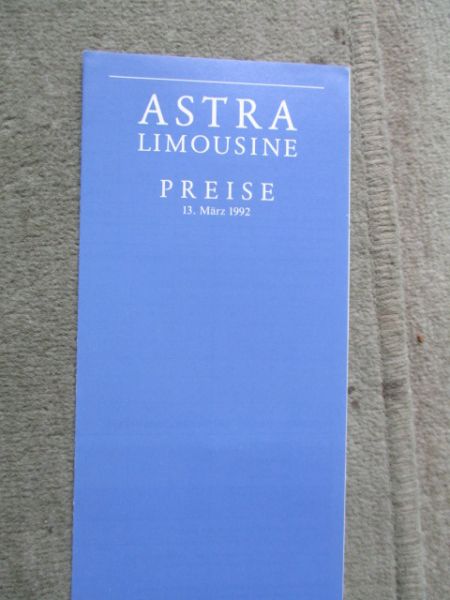 ASTRA
LIMOUSINE
PREISE
13. März 1992